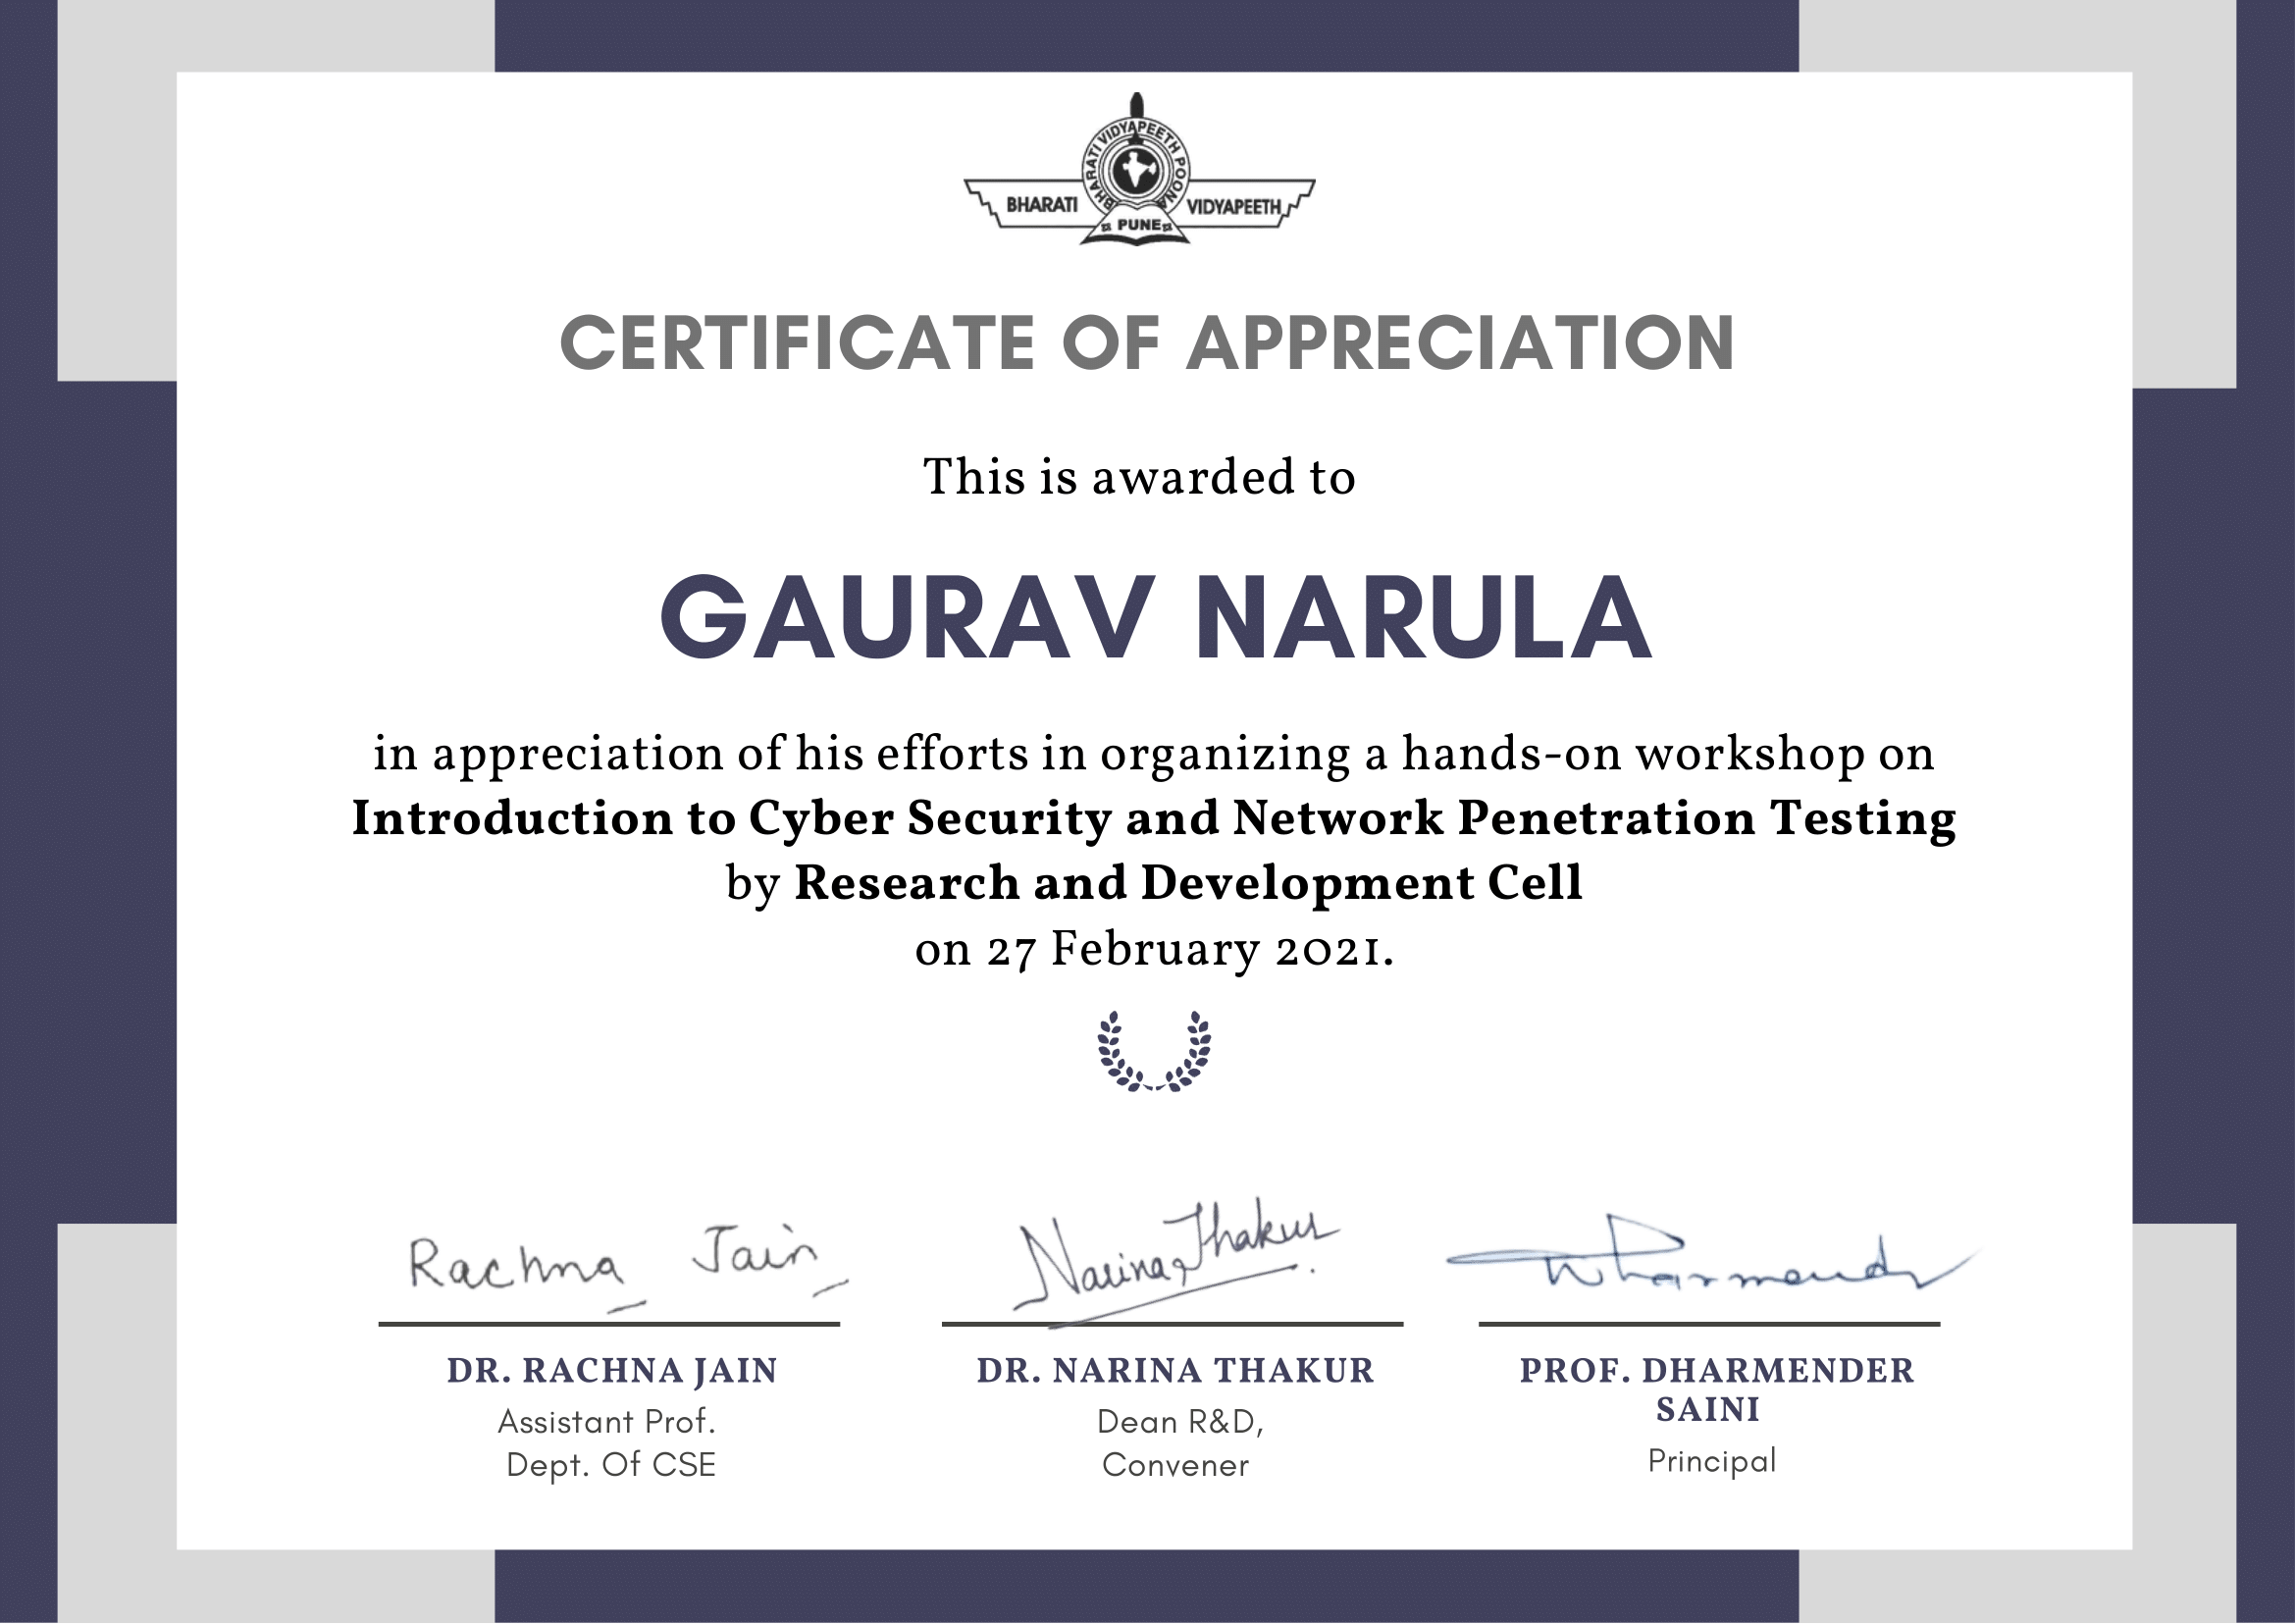 BHARATI VIDYAPEETH POONA
BHARATI VIDYAPEETH
PUNE
CERTIFICATE OF APPRECIATION
This is awarded to
GAURAV NARULA
in appreciation of his efforts in organizing a hands-on workshop on
Introduction to Cyber Security and Network Penetration Testing
by Research and Development Cell
on 27 February 2021.
Rachna Jain
Narina Thakur
Dharmender
DR. RACHNA JAIN
Assistant Prof.
Dept. Of CSE
DR. NARINA THAKUR
Dean R&D,
Convener
PROF. DHARMENDER
SAINI
Principal